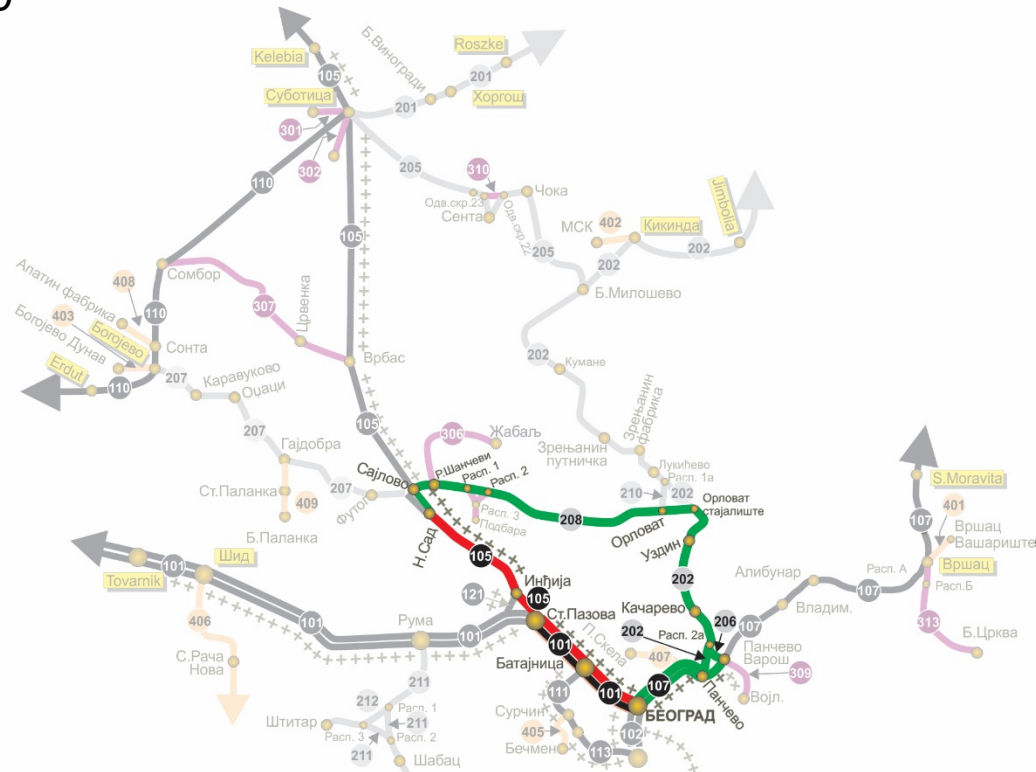 Kelebia
105
Б.Виногради
Roszke
201
201
Хоргош
Суботица
301
302
110
205
310
Одв.скр.23
Сента
Одв.скр.22
Чока
205
МСК
402
Кикинда
202
Jimbolia
202
Б.Милошево
105
Сомбор
307
Црвенка
Врбас
Апатин фабрика
408
110
403
Богојево Дунав
Богојево
Сонта
Erdut
110
207
Каравуково
Оџаци
207
Гајдобра
Ст.Паланка
409
Б.Паланка
207
Футог
105
202
Кумане
Зрењанин
путничка
Зрењанин
фабрика
Лукићево
Расп. 1а
210
202
306
Жабаљ
Сајлово
Р.Шанчеви
Расп. 1
Расп. 2
Расп. 3
Подбара
208
Орловат
Орловат
стајалиште
Уздин
202
Н.Сад
105
S.Moravita
401
107
Вршац
Вашариште
Вршац
Расп. А
Расп.Б
107
313
Б.Црква
Алибунар
Владим.
107
Качарево
206
202
Расп. 2а
Панчево
Варош
309
Војл.
Панчево
407
107
БЕОГРАД
Инђија
121
105
Ст.Пазова
101
Батајница
101
111
Сурчин
405
Бечмен
113
102
101
Шид
Tovarnik
101
101
Рума
406
С.Рача
Нова
211
212
Расп. 1
Штитар
211
Расп. 3
Расп. 2
211
Шабац